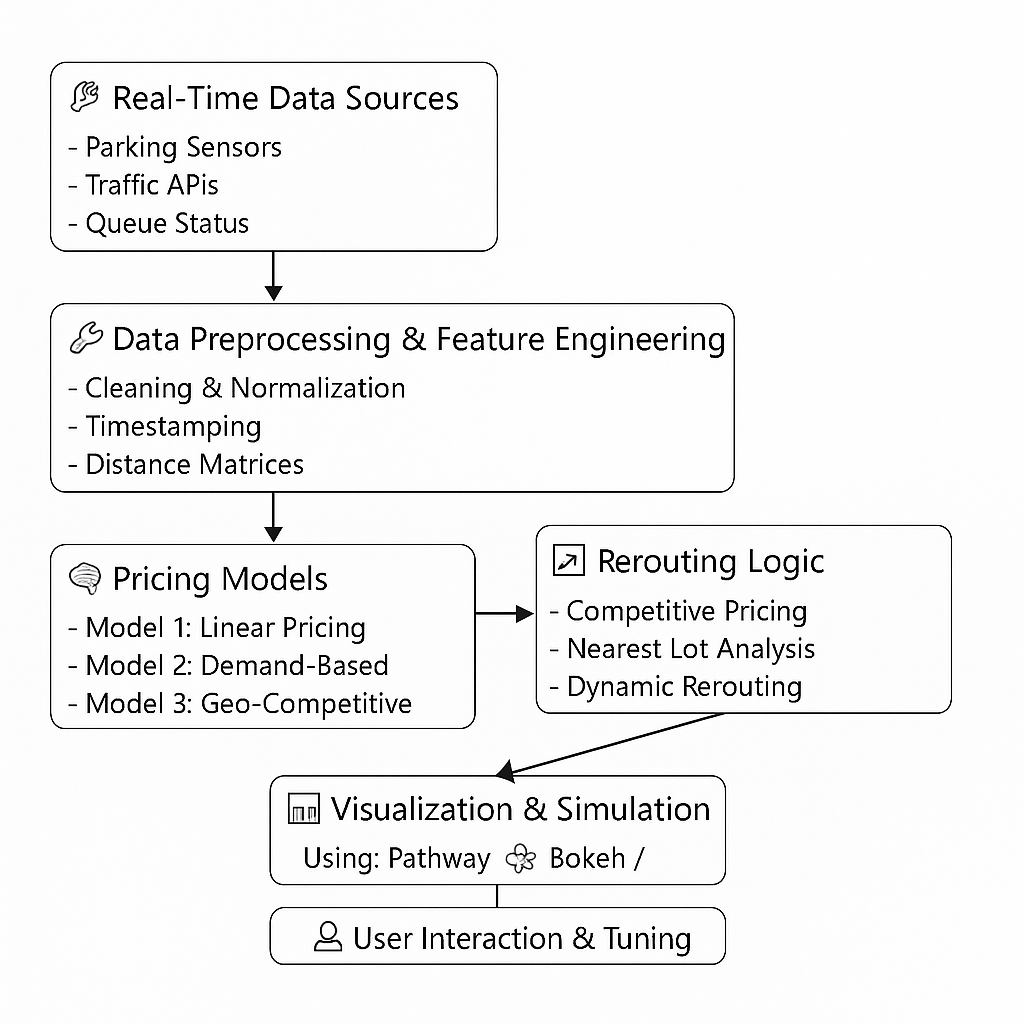 Real-Time Data Sources
- Parking Sensors
- Traffic APis
- Queue Status
Data Preprocessing & Feature Engineering
- Cleaning & Normalization
- Timestamping
- Distance Matrices
Pricing Models
- Model 1: Linear Pricing
- Model 2: Demand-Based
- Model 3: Geo-Competitive
Rerouting Logic
- Competitive Pricing
- Nearest Lot Analysis
- Dynamic Rerouting
Visualization & Simulation
Using: Pathway Bokeh /
User Interaction & Tuning